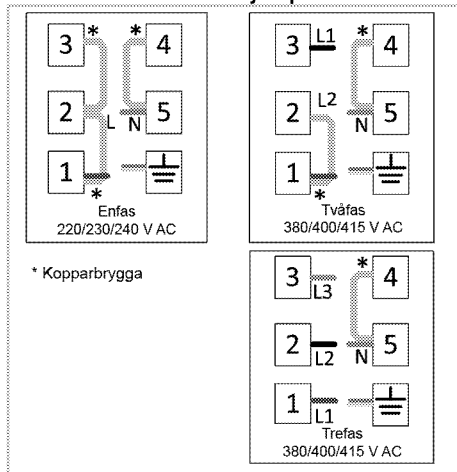 3 * * 4
2 L N 5
1 *
Enfas
220/230/240 V AC
3 L1 * 4
2 L2 N 5
1 *
Tvåfas
380/400/415 V AC
* Kopparbrygga
3 L3 * 4
2 L2 N 5
1 L1
Trefas
380/400/415 V AC